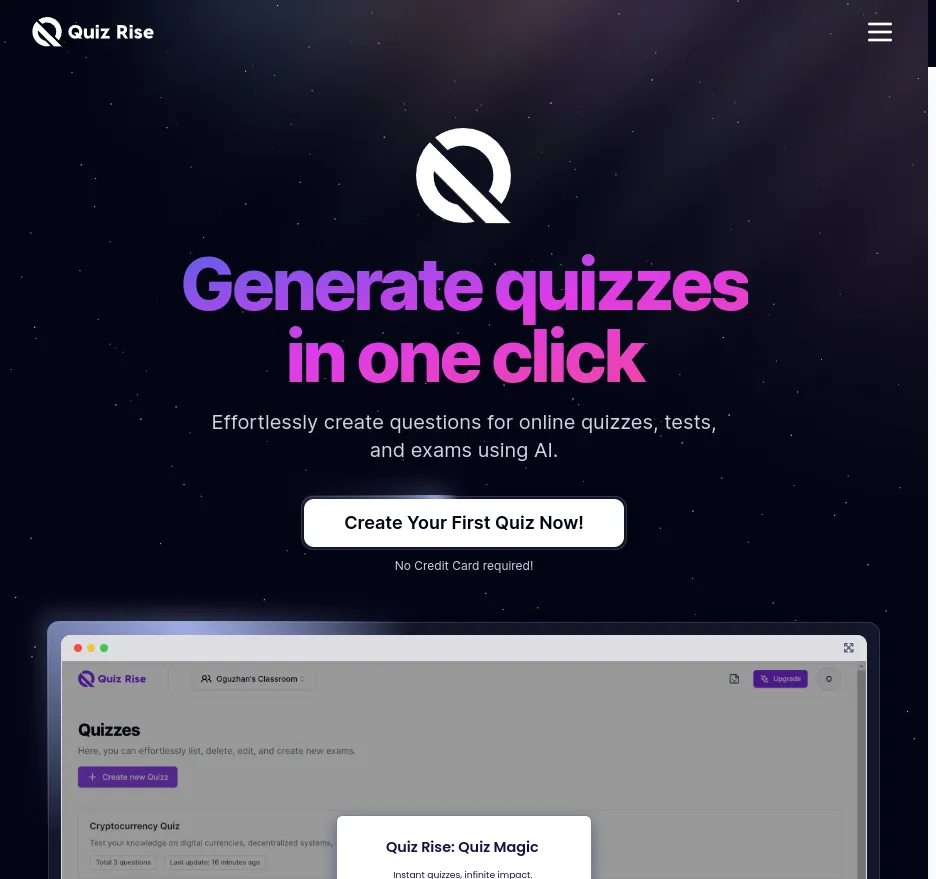 Quiz Rise
Generate quizzes
in one click
Effortlessly create questions for online quizzes, tests,
and exams using AI.
Create Your First Quiz Now!
No Credit Card required!
Quiz Rise
Oguzhan's Classroom
Upgrade
O
Quizzes
Here, you can effortlessly list, delete, edit, and create new exams.
+ Create new Quizz
Cryptocurrency Quiz
Test your knowledge on digital currencies, decentralized systems,
Total 3 questions
Last update: 16 minutes ago
Quiz Rise: Quiz Magic
Instant quizzes, infinite impact.